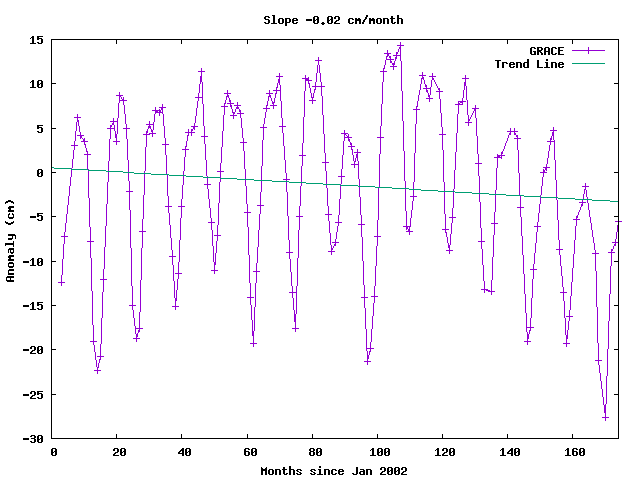 Slope -0.02 cm/month
GRACE
Trend Line
15
10
5
0
-5
-10
-15
-20
-25
-30
Anomaly (cm)
0 20 40 60 80 100 120 140 160
Months since Jan 2002